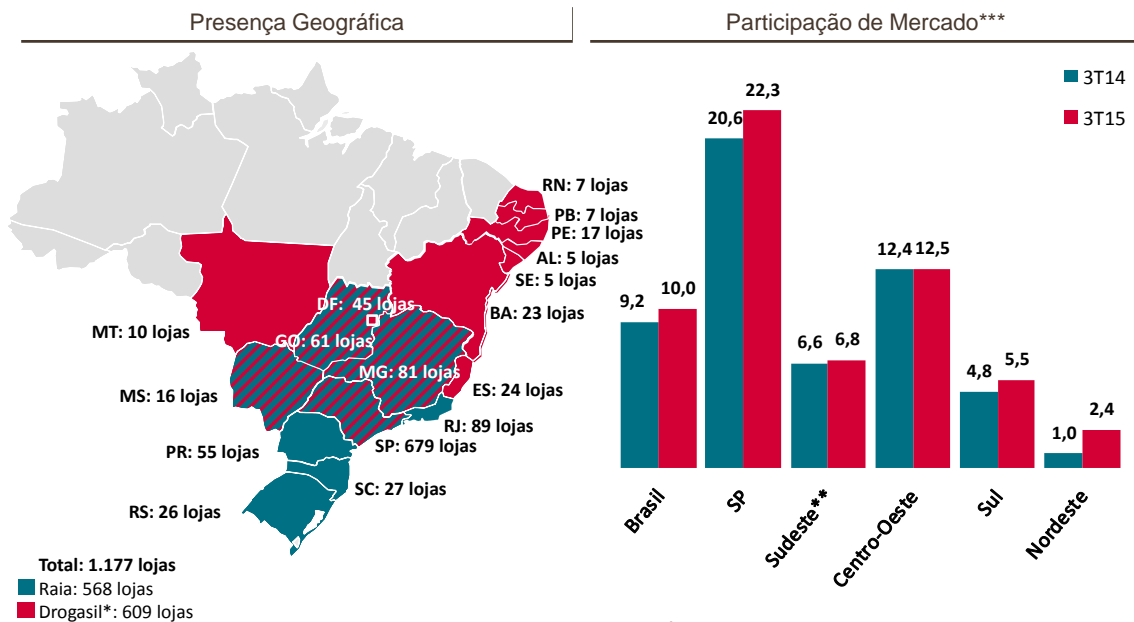 Presença Geográfica
RN: 7 lojas
PB: 7 lojas
PE: 17 lojas
AL: 5 lojas
SE: 5 lojas
DF: 45 lojas
BA: 23 lojas
MT: 10 lojas
GO: 61 lojas
MG: 81 lojas
ES: 24 lojas
MS: 16 lojas
RJ: 89 lojas
SP: 679 lojas
PR: 55 lojas
SC: 27 lojas
RS: 26 lojas
Total: 1.177 lojas
Raia: 568 lojas
Drogasil*: 609 lojas
Participação de Mercado***
3T14
3T15
9,2
10,0
20,6
22,3
6,6
6,8
12,4
12,5
4,8
5,5
1,0
2,4
Brasil
SP
Sudeste**
Centro-Oeste
Sul
Nordeste